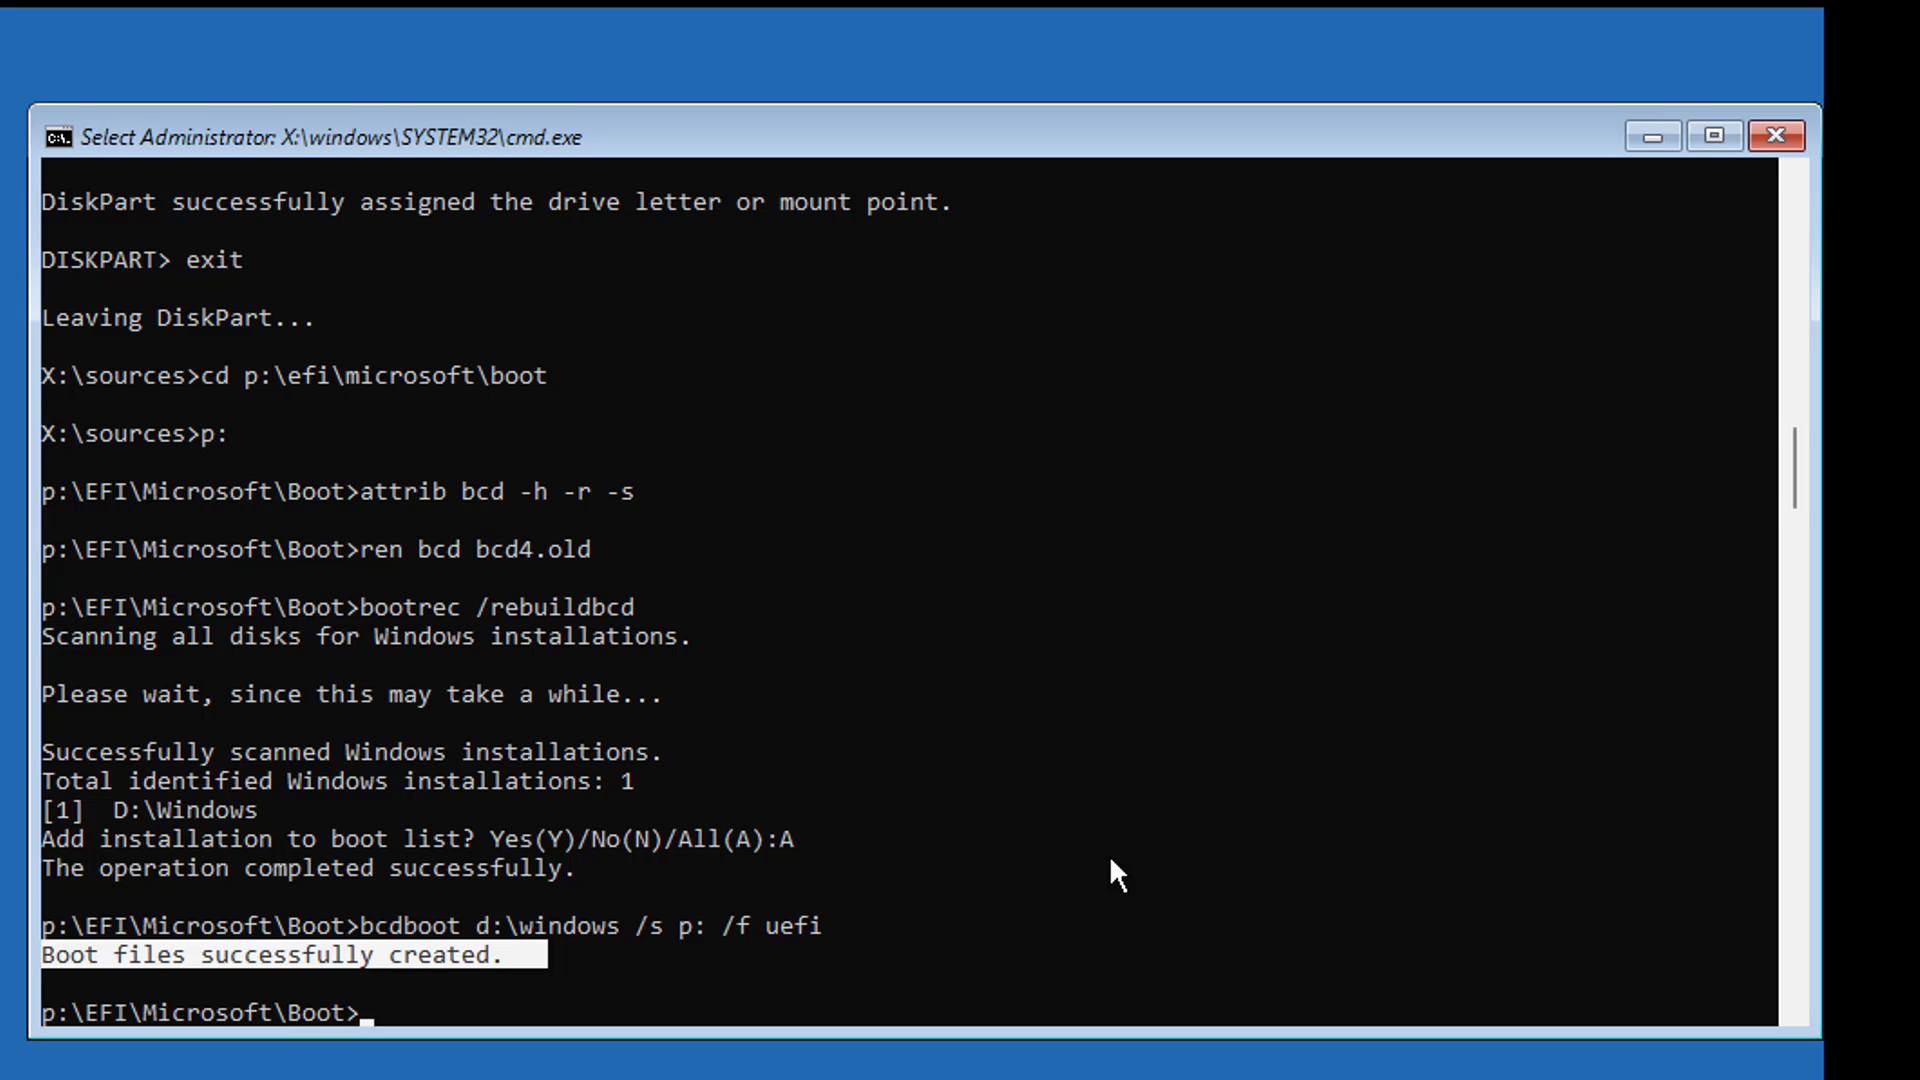 Select Administrator: X:\windows\SYSTEM32\cmd.exe
DiskPart successfully assigned the drive letter or mount point.
DISKPART> exit
Leaving DiskPart...
X:\sources>cd p:\efi\microsoft\boot
X:\sources>p:
p:\EFI\Microsoft\Boot>attrib bcd -h -r -s
p:\EFI\Microsoft\Boot>ren bcd bcd4.old
p:\EFI\Microsoft\Boot>bootrec /rebuildbcd
Scanning all disks for Windows installations.
Please wait, since this may take a while...
Successfully scanned Windows installations.
Total identified Windows installations: 1
[1]  D:\Windows
Add installation to boot list? Yes(Y)/No(N)/All(A):A
The operation completed successfully.
p:\EFI\Microsoft\Boot>bcdboot d:\windows /s p: /f uefi
Boot files successfully created.
p:\EFI\Microsoft\Boot>